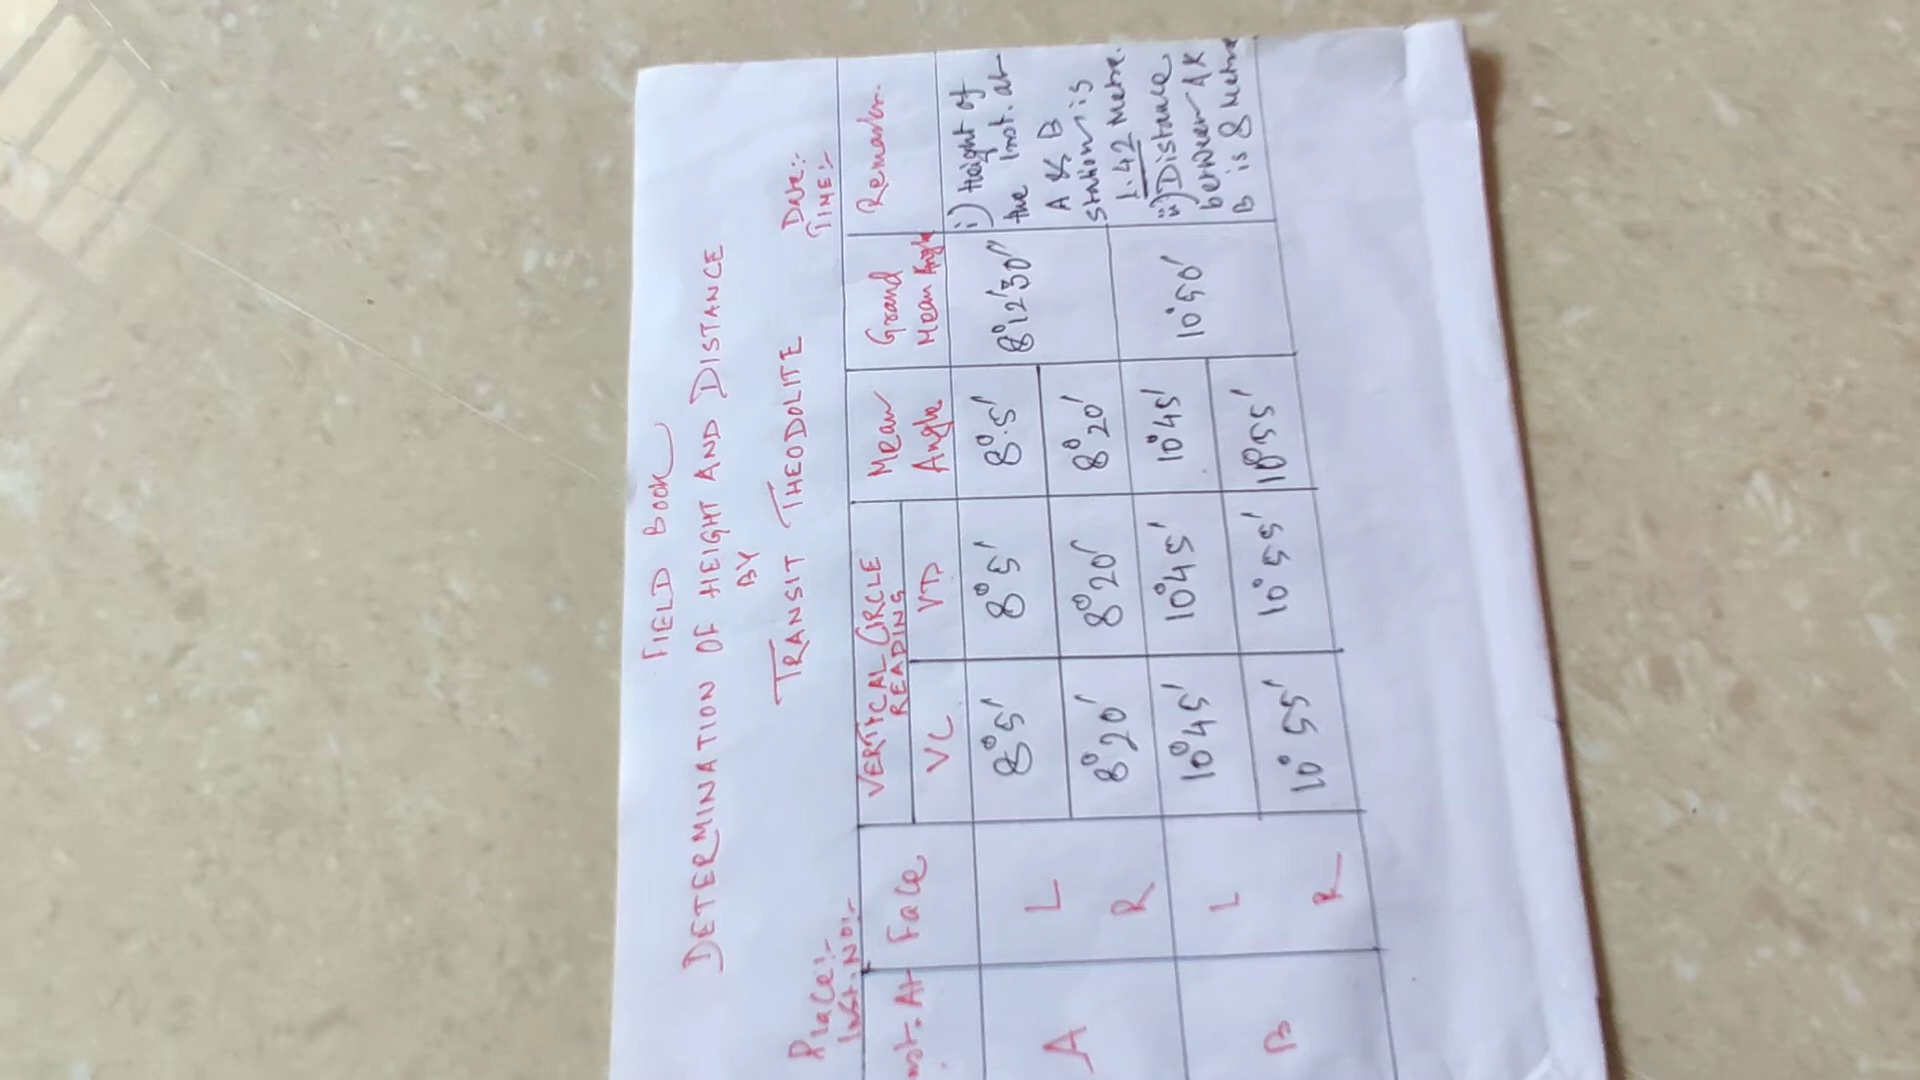 FIELD BOOK
DETERMINATION OF HEIGHT AND DISTANCE
BY
TRANSIT THEODOLITE
Place:- Date:-
Inst. No:- TIME:-
Inst. At Face VERTICAL CIRCLE READING Mean Angle Grand Mean Angle Remarks.
VC VD
A L 8°5' 8°5' 8°5' 8°12'30"
R 8°20' 8°20' 8°20'
B L 10°45' 10°45' 10°45' 10°50'
R 10°55' 10°55' 10°55'
i) Height of
the Inst. at
A & B
station is
1.42 Metre.
ii) Distance
between A &
B is 8 Metre